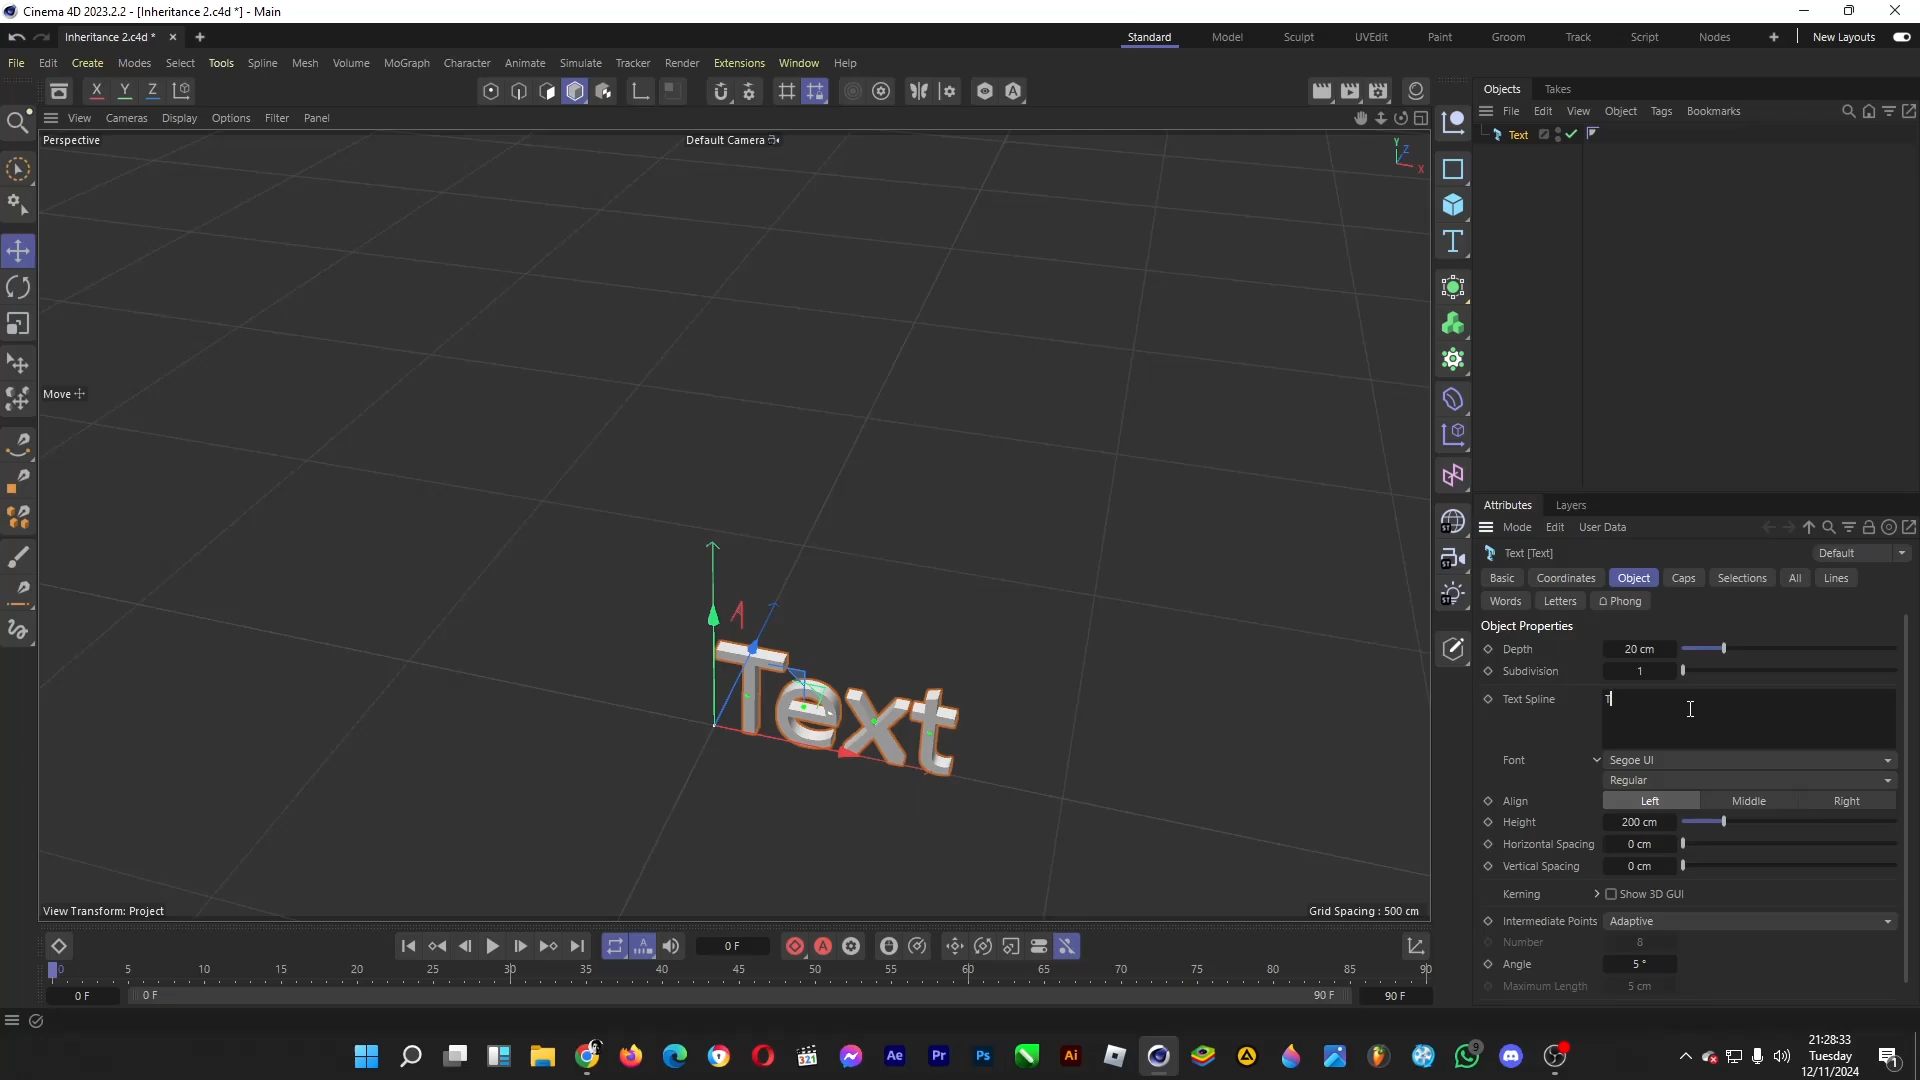 Cinema 4D 2023.2.2 - [Inheritance 2.c4d *] - Main
Inheritance 2.c4d *
Standard Model Sculpt UVEdit Paint Groom Track Script Nodes New Layouts
File Edit Create Modes Select Tools Spline Mesh Volume MoGraph Character Animate Simulate Tracker Render Extensions Window Help
X Y Z
Objects Takes
File Edit View Object Tags Bookmarks
Text
View Cameras Display Options Filter Panel
Perspective
Default Camera
Y
Z
X
Move
Text
View Transform: Project
Grid Spacing : 500 cm
Attributes Layers
Mode Edit User Data
Text [Text]
Default
Basic Coordinates Object Caps Selections All Lines
Words Letters Phong
Object Properties
Depth 20 cm
Subdivision 1
Text Spline T
Font Segoe UI
Regular
Align Left Middle Right
Height 200 cm
Horizontal Spacing 0 cm
Vertical Spacing 0 cm
Kerning Show 3D GUI
Intermediate Points Adaptive
Number 8
Angle 5 °
Maximum Length 5 cm
0 F
0 5 10 15 20 25 30 35 40 45 50 55 60 65 70 75 80 85 90
0 F 0 F 90 F 90 F
321 Ae Pr Ps Ai 9
21:28:33
Tuesday
12/11/2024
1